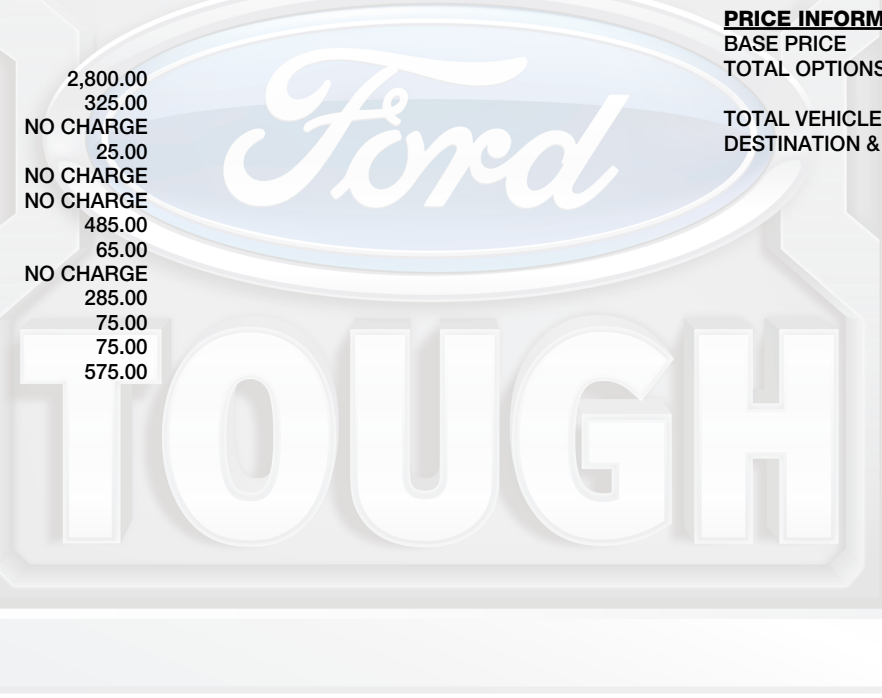 2,800.00
325.00
NO CHARGE
25.00
NO CHARGE
NO CHARGE
485.00
65.00
NO CHARGE
285.00
75.00
75.00
575.00
PRICE INFORM
BASE PRICE
TOTAL OPTIONS
TOTAL VEHICLE
DESTINATION &
Ford
TOUGH